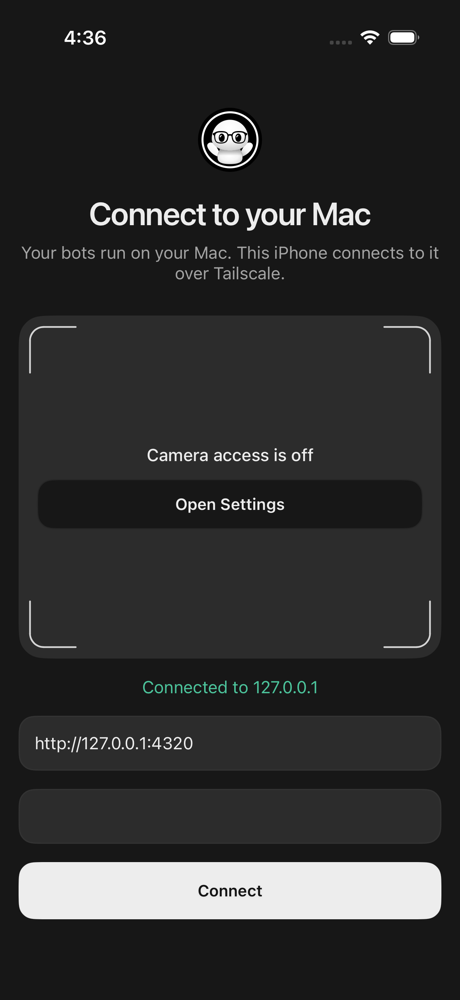 4:36
Connect to your Mac
Your bots run on your Mac. This iPhone connects to it
over Tailscale.
Camera access is off
Open Settings
Connected to 127.0.0.1
http://127.0.0.1:4320
Connect